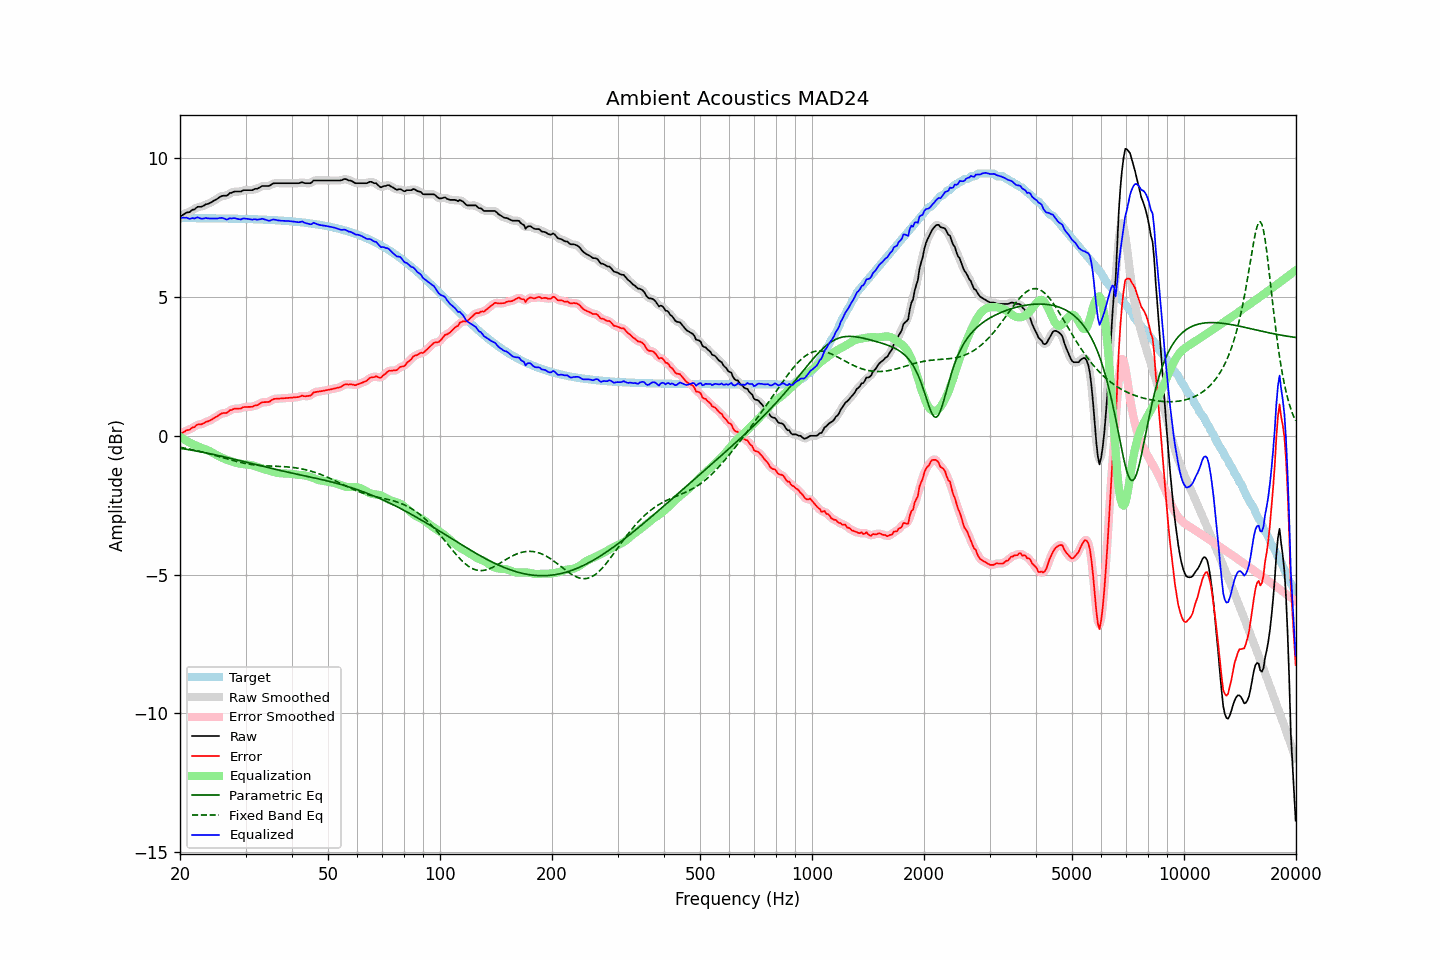 Ambient Acoustics MAD24
Amplitude (dBr)
10
5
0
−5
−10
−15
Target
Raw Smoothed
Error Smoothed
Raw
Error
Equalization
Parametric Eq
Fixed Band Eq
Equalized
20 50 100 200 500 1000 2000 5000 10000 20000
Frequency (Hz)